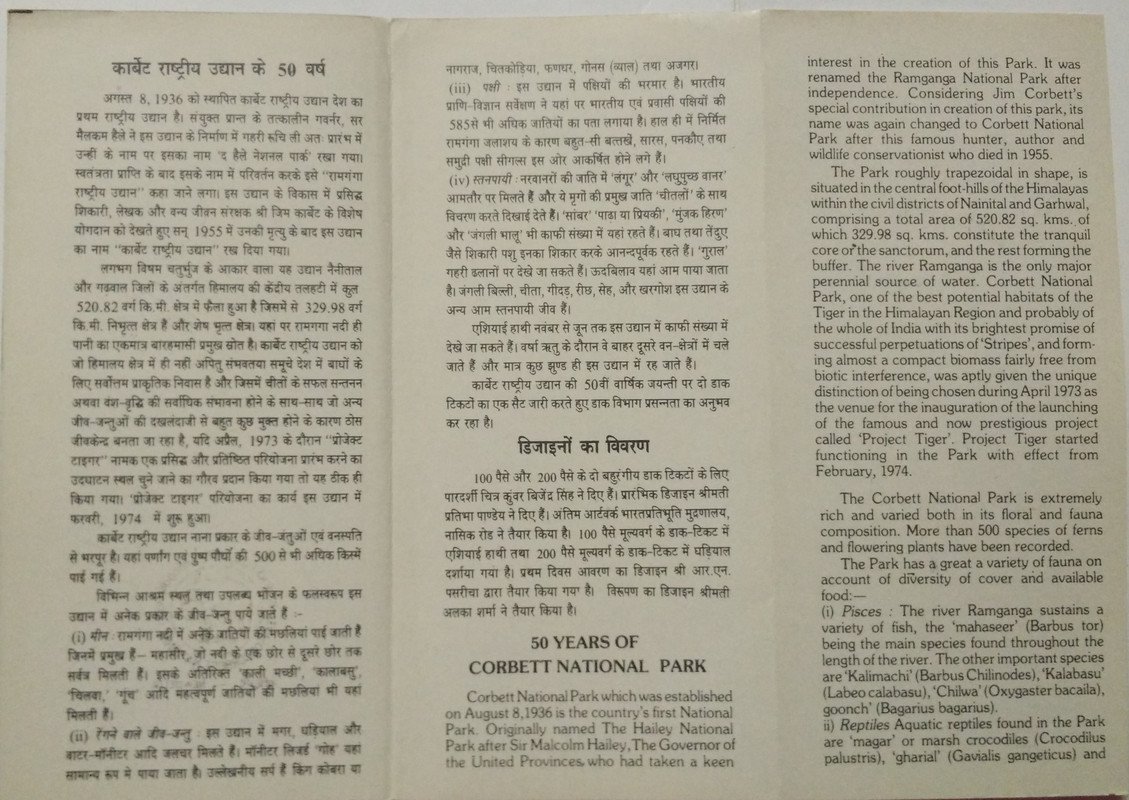 कार्बेट राष्ट्रीय उद्यान के 50 वर्ष
अगस्त 8, 1936 को स्थापित कार्बेट राष्ट्रीय उद्यान देश का
प्रथम राष्ट्रीय उद्यान है। संयुक्त प्रान्त के तत्कालीन गवर्नर, सर
मैलकम हैले ने इस उद्यान के निर्माण में गहरी रूचि ली अतः प्रारंभ में
उन्हीं के नाम पर इसका नाम 'द हैले नेशनल पार्क' रखा गया।
स्वतंत्रता प्राप्ति के बाद इसके नाम में परिवर्तन करके इसे "रामगंगा
राष्ट्रीय उद्यान" कहा जाने लगा। इस उद्यान के विकास में प्रसिद्ध
शिकारी, लेखक और वन्य जीवन संरक्षक श्री जिम कार्बेट के विशेष
योगदान को देखते हुए सन् 1955 में उनकी मृत्यु के बाद इस उद्यान
का नाम "कार्बेट राष्ट्रीय उद्यान" रख दिया गया।
लगभग विषम चतुर्भुज के आकार वाला यह उद्यान नैनीताल
और गढवाल जिलों के अंतर्गत हिमालय की केंदीय तलहटी में कुल
520.82 वर्ग कि.मी. क्षेत्र में फैला हुआ है जिसमें से 329.98 वर्ग
कि.मी. निभृत्त क्षेत्र हैं और शेष भृत्त क्षेत्र। यहां पर रामगंगा नदी ही
पानी का एकमात्र बारहमासी प्रमुख स्रोत है। कार्बेट राष्ट्रीय उद्यान को
जो हिमालय क्षेत्र में ही नहीं अपितु संभवतया समूचे देश में बाघों के
लिए सर्वोत्तम प्राकृतिक निवास है और जिसमें चीतों के सफल सन्तनन
अथवा वंश-वृद्धि की सर्वाधिक संभावना होने के साथ-साथ जो अन्य
जीव-जन्तुओं की दखलंदाजी से बहुत कुछ मुक्त होने के कारण ठोस
जीवकेन्द्र बनता जा रहा है, यदि अप्रैल, 1973 के दौरान "प्रोजेक्ट
टाइगर" नामक एक प्रसिद्ध और प्रतिष्ठित परियोजना प्रारंभ करने का
उदघाटन स्थल चुने जाने का गौरव प्रदान किया गया तो यह ठीक ही
किया गया। 'प्रोजेक्ट टाइगर' परियोजना का कार्य इस उद्यान में
फरवरी, 1974 में शुरू हुआ।
कार्बेट राष्ट्रीय उद्यान नाना प्रकार के जीव-जंतुओं एवं वनस्पति
से भरपूर है। यहां पर्णांग एवं पुष्प पौधों की 500 से भी अधिक किस्में
पाई गई हैं।
विभिन्न आश्रम स्थल तथा उपलब्ध भोजन के फलस्वरूप इस
उद्यान में अनेक प्रकार के जीव-जन्तु पाये जाते हैं :-
(i) मीन : रामगंगा नदी में अनेक जातियों की मछलियां पाई जाती है
जिनमें प्रमुख हैं– महासीर, जो नदी के एक छोर से दूसरे छोर तक
सर्वत्र मिलती हैं। इसके अतिरिक्त 'काली मच्छी', 'कालाबसु',
'चिलवा,' 'गूंच' आदि महत्वपूर्ण जातियों की मछलियां भी यहां
मिलती हैं।
(ii) रेंगने वाले जीव-जन्तु : इस उद्यान में मगर, घड़ियाल और
वाटर-मॉनीटर आदि जलचर मिलते हैं। मॉनीटर लिजर्ड 'गोह' यहां
सामान्य रूप में पाया जाता है। उल्लेखनीय सर्प हैं किंग कोबरा या
नागराज, चितकोड़िया, फणधर, गोनस (व्याल) तथा अजगर।
(iii) पक्षी : इस उद्यान में पक्षियों की भरमार है। भारतीय
प्राणि-विज्ञान सर्वेक्षण ने यहां पर भारतीय एवं प्रवासी पक्षियों की
585से भी अधिक जातियों का पता लगाया है। हाल ही में निर्मित
रामगंगा जलाशय के कारण बहुत-सी बत्तखें, सारस, पनकौए तथा
समुद्री पक्षी सीगल्स इस ओर आकर्षित होने लगे हैं।
(iv) स्तनपायी : नरवानरों की जाति में 'लंगूर' और 'लघुपुच्छ वानर'
आमतौर पर मिलते हैं और ये मृगों की प्रमुख जाति 'चीतलों' के साथ
विचरण करते दिखाई देते हैं। 'सांबर' 'पाढ़ा या प्रियकी', 'मुंजक हिरण'
और 'जंगली भालू' भी काफी संख्या में यहां रहते हैं। बाघ तथा तेंदुए
जैसे शिकारी पशु इनका शिकार करके आनन्दपूर्वक रहते हैं। 'गुराल'
गहरी ढलानों पर देखे जा सकते हैं। ऊदबिलाव यहां आम पाया जाता
है। जंगली बिल्ली, चीता, गीदड़, रीछ, सेह, और खरगोश इस उद्यान के
अन्य आम स्तनपायी जीव हैं।
एशियाई हाथी नवंबर से जून तक इस उद्यान में काफी संख्या में
देखे जा सकते हैं। वर्षा ऋतु के दौरान वे बाहर दूसरे वन-क्षेत्रों में चले
जाते हैं और मात्र कुछ झुण्ड ही इस उद्यान में रह जाते हैं।
कार्बेट राष्ट्रीय उद्यान की 50वीं वार्षिक जयन्ती पर दो डाक
टिकटों का एक सैट जारी करते हुए डाक विभाग प्रसन्नता का अनुभव
कर रहा है।
डिजाइनों का विवरण
100 पैसे और 200 पैसे के दो बहुरंगीय डाक टिकटों के लिए
पारदर्शी चित्र कुंवर बिजेंद्र सिंह ने दिए हैं। प्रारंभिक डिजाइन श्रीमती
प्रतिभा पाण्डेय ने दिए हैं। अंतिम आर्टवर्क भारतप्रतिभूति मुद्रणालय,
नासिक रोड ने तैयार किया है। 100 पैसे मूल्यवर्ग के डाक-टिकट में
एशियाई हाथी तथा 200 पैसे मूल्यवर्ग के डाक-टिकट में घड़ियाल
दर्शाया गया है। प्रथम दिवस आवरण का डिजाइन श्री आर.एन.
पसरीचा द्वारा तैयार किया गया है। विरूपण का डिजाइन श्रीमती
अलका शर्मा ने तैयार किया है।
50 YEARS OF
CORBETT NATIONAL PARK
Corbett National Park which was established
on August 8,1936 is the country's first National
Park. Originally named The Hailey National
Park after Sir Malcolm Hailey, The Governor of
the United Provinces who had taken a keen
interest in the creation of this Park. It was
renamed the Ramganga National Park after
independence. Considering Jim Corbett's
special contribution in creation of this park, its
name was again changed to Corbett National
Park after this famous hunter, author and
wildlife conservationist who died in 1955.
The Park roughly trapezoidal in shape, is
situated in the central foot-hills of the Himalayas
within the civil districts of Nainital and Garhwal,
comprising a total area of 520.82 sq. kms. of
which 329.98 sq. kms. constitute the tranquil
core or the sanctorum, and the rest forming the
buffer. The river Ramganga is the only major
perennial source of water. Corbett National
Park, one of the best potential habitats of the
Tiger in the Himalayan Region and probably of
the whole of India with its brightest promise of
successful perpetuations of 'Stripes', and form-
ing almost a compact biomass fairly free from
biotic interference, was aptly given the unique
distinction of being chosen during April 1973 as
the venue for the inauguration of the launching
of the famous and now prestigious project
called 'Project Tiger'. Project Tiger started
functioning in the Park with effect from
February, 1974.
The Corbett National Park is extremely
rich and varied both in its floral and fauna
composition. More than 500 species of ferns
and flowering plants have been recorded.
The Park has a great a variety of fauna on
account of diversity of cover and available
food:—
(i) Pisces : The river Ramganga sustains a
variety of fish, the 'mahaseer' (Barbus tor)
being the main species found throughout the
length of the river. The other important species
are 'Kalimachi' (Barbus Chilinodes), 'Kalabasu'
(Labeo calabasu), 'Chilwa' (Oxygaster bacaila),
goonch' (Bagarius bagarius).
ii) Reptiles Aquatic reptiles found in the Park
are 'magar' or marsh crocodiles (Crocodilus
palustris), 'gharial' (Gavialis gangeticus) and